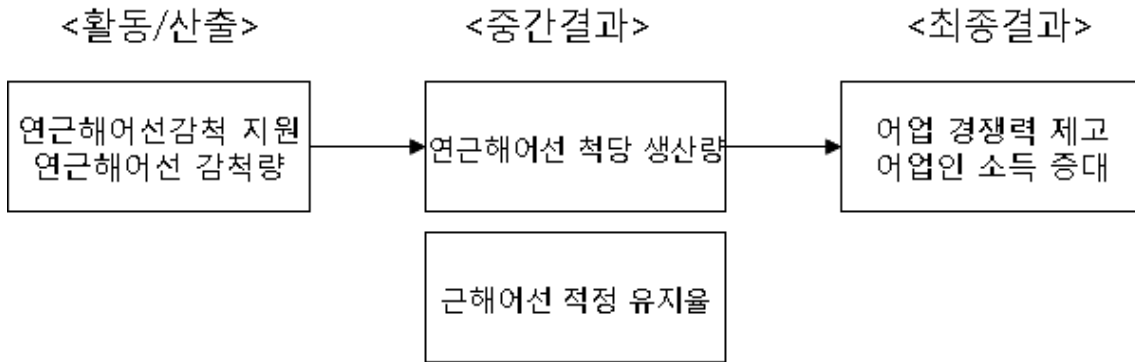 <활동/산출>
<중간결과>
<최종결과>
연근해어선감척 지원
연근해어선 감척량
연근해어선 척당 생산량
어업 경쟁력 제고
어업인 소득 증대
근해어선 적정 유지율